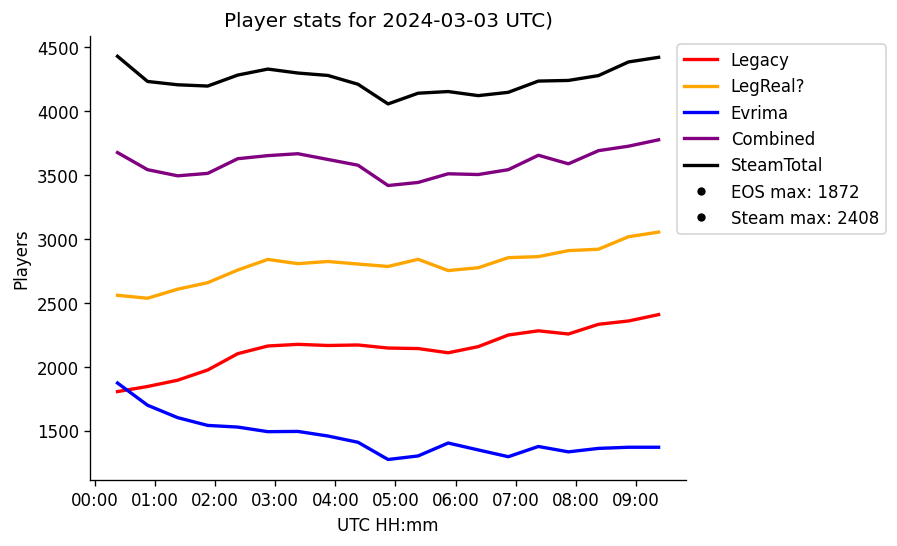 Player stats for 2024-03-03 UTC)
4500
4000
3500
3000
2500
2000
1500
Players
00:00 01:00 02:00 03:00 04:00 05:00 06:00 07:00 08:00 09:00
UTC HH:mm
Legacy
LegReal?
Evrima
Combined
SteamTotal
EOS max: 1872
Steam max: 2408